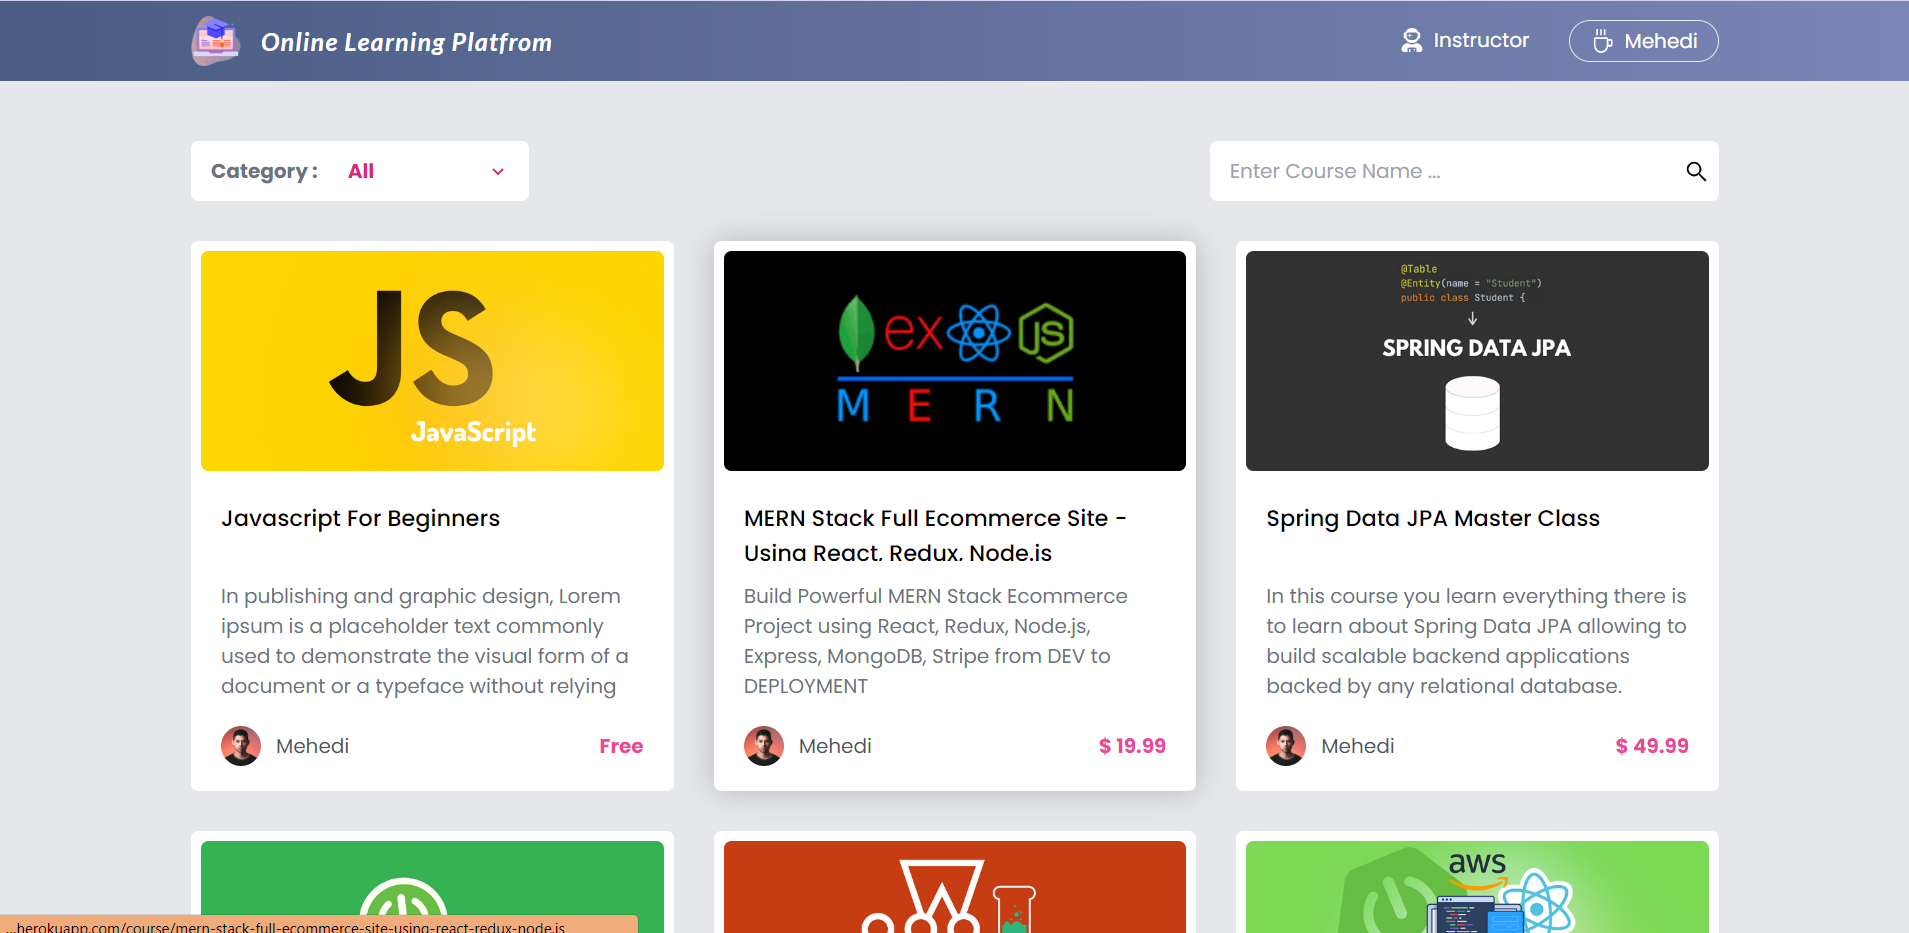 Online Learning Platfrom
Instructor
Mehedi
Category : All
Enter Course Name ...
JS
JavaScript
Javascript For Beginners
In publishing and graphic design, Lorem
ipsum is a placeholder text commonly
used to demonstrate the visual form of a
document or a typeface without relying
Mehedi
Free
ex JS
M E R N
MERN Stack Full Ecommerce Site -
Using React, Redux, Node.js
Build Powerful MERN Stack Ecommerce
Project using React, Redux, Node.js,
Express, MongoDB, Stripe from DEV to
DEPLOYMENT
Mehedi
$ 19.99
@Table
@Entity(name = "Student")
public class Student {
SPRING DATA JPA
Spring Data JPA Master Class
In this course you learn everything there is
to learn about Spring Data JPA allowing to
build scalable backend applications
backed by any relational database.
Mehedi
$ 49.99
aws
...herokuapp.com/course/mern-stack-full-ecommerce-site-using-react-redux-node.js